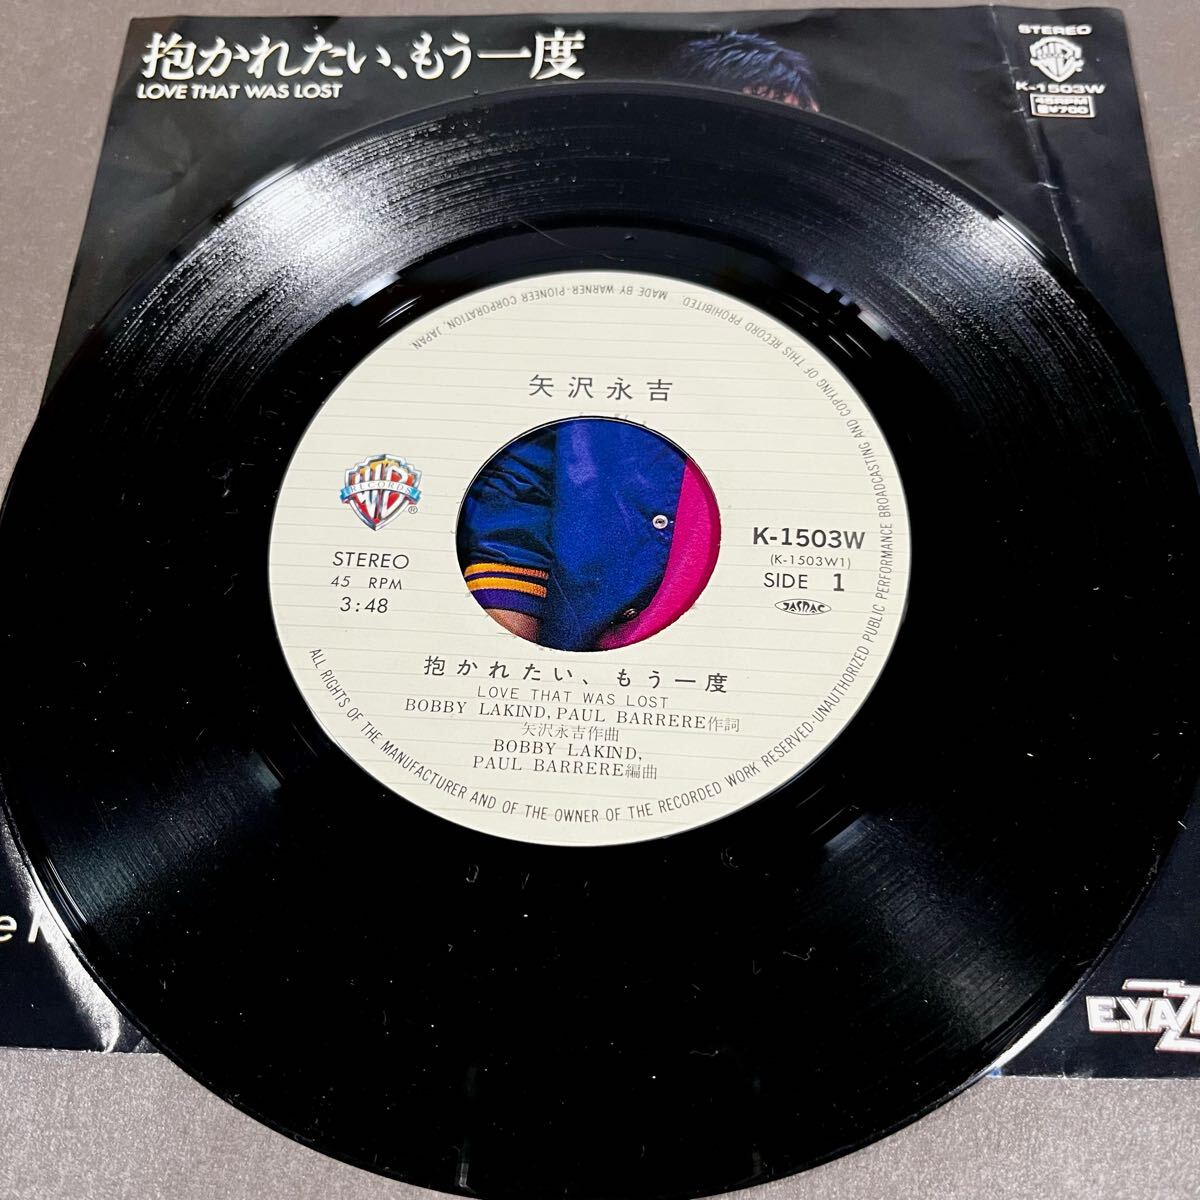 抱かれたい、もう一度
LOVE THAT WAS LOST
STEREO
K-1503W
45RPM
¥700
MADE BY WARNER-PIONEER CORPORATION, JAPAN.
矢沢永吉
RECORDS
®
STEREO
45 RPM
3:48
K-1503W
(K-1503W1)
SIDE 1
JASRAC
抱かれたい、もう一度
LOVE THAT WAS LOST
BOBBY LAKIND, PAUL BARRERE作詞
矢沢永吉作曲
BOBBY LAKIND,
PAUL BARRERE編曲
ALL RIGHTS OF THE MANUFACTURER AND OF THE OWNER OF THE RECORDED WORK RESERVED·UNAUTHORIZED PUBLIC PERFORMANCE BROADCASTING AND COPYING OF THIS RECORD PROHIBITED.
E.YAZ